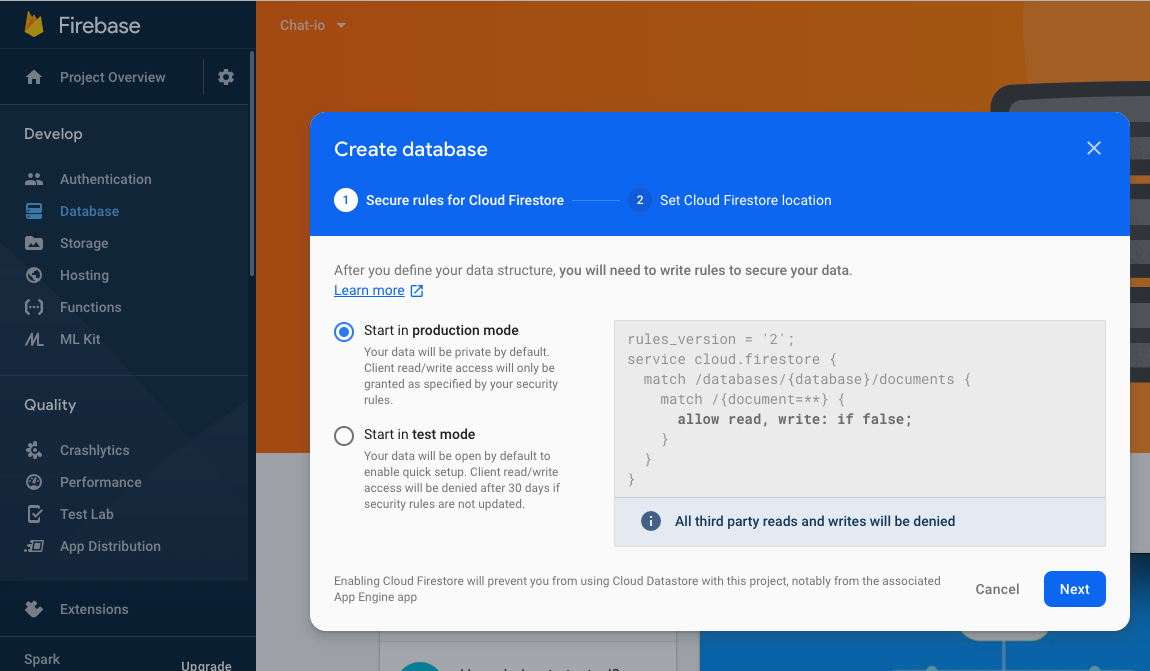 Firebase
Chat-io
Project Overview
Develop
Authentication
Database
Storage
Hosting
Functions
ML Kit
Quality
Crashlytics
Performance
Test Lab
App Distribution
Extensions
Spark
Upgrade
Create database
1 Secure rules for Cloud Firestore
2 Set Cloud Firestore location
After you define your data structure, you will need to write rules to secure your data.
Learn more
Start in production mode
Your data will be private by default.
Client read/write access will only be
granted as specified by your security
rules.
Start in test mode
Your data will be open by default to
enable quick setup. Client read/write
access will be denied after 30 days if
security rules are not updated.
rules_version = '2';
service cloud.firestore {
  match /databases/{database}/documents {
    match /{document=**} {
      allow read, write: if false;
    }
  }
}
All third party reads and writes will be denied
Enabling Cloud Firestore will prevent you from using Cloud Datastore with this project, notably from the associated
App Engine app
Cancel
Next